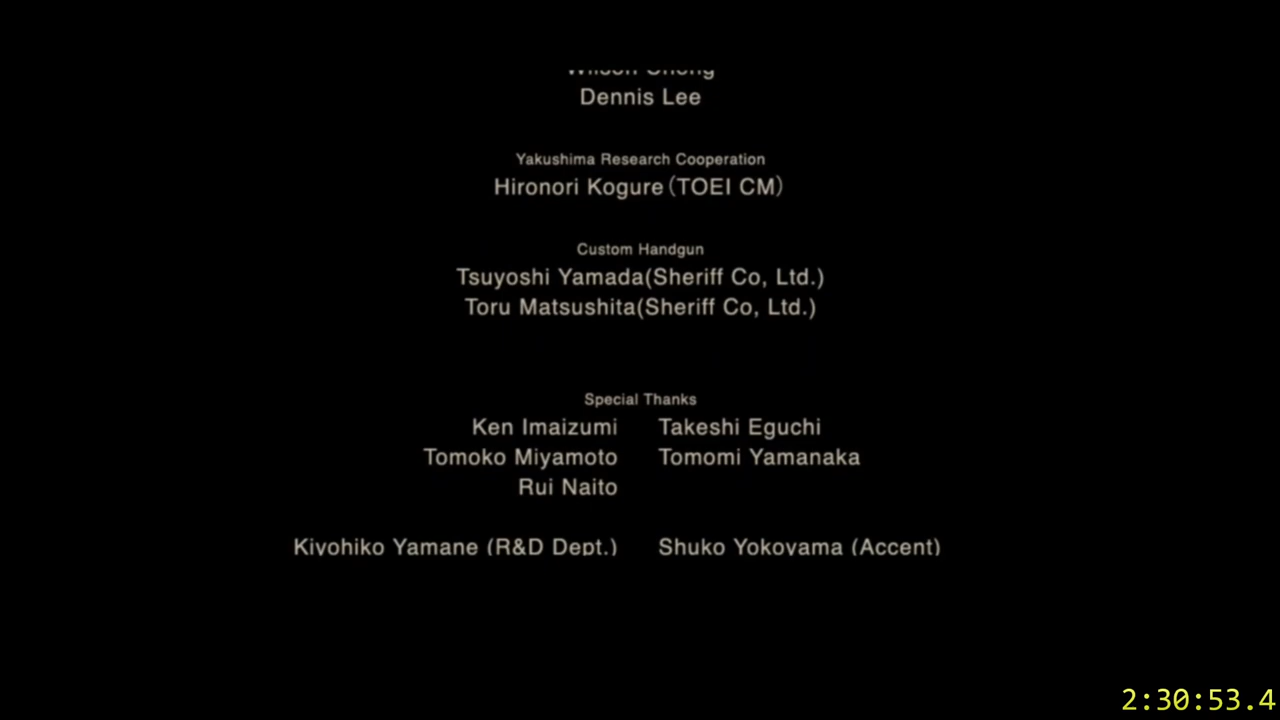 Dennis Lee
Yakushima Research Cooperation
Hironori Kogure(TOEI CM)
Custom Handgun
Tsuyoshi Yamada(Sheriff Co, Ltd.)
Toru Matsushita(Sheriff Co, Ltd.)
Special Thanks
Ken Imaizumi Takeshi Eguchi
Tomoko Miyamoto Tomomi Yamanaka
Rui Naito
Kiyohiko Yamane (R&D Dept.) Shuko Yokoyama (Accent)
2:30:53.4